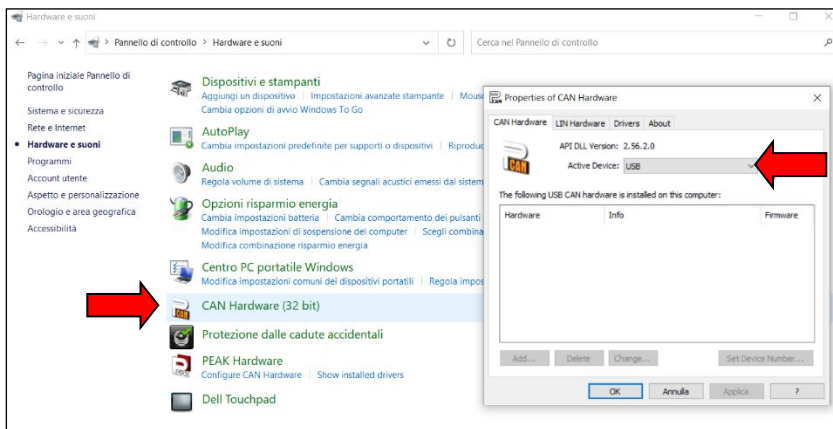 Hardware e suoni
Pannello di controllo > Hardware e suoni
Cerca nel Pannello di controllo
Pagina iniziale Pannello di
controllo
Sistema e sicurezza
Rete e Internet
Hardware e suoni
Programmi
Account utente
Aspetto e personalizzazione
Orologio e area geografica
Accessibilità
Dispositivi e stampanti
Aggiungi un dispositivo | Impostazioni avanzate stampante | Mouse
Cambia opzioni di avvio Windows To Go
AutoPlay
Cambia impostazioni predefinite per supporti o dispositivi | Riproduc
Audio
Regola volume di sistema | Cambia segnali acustici emessi dal sistem
Opzioni risparmio energia
Cambia impostazioni batteria | Cambia comportamento dei pulsanti
Modifica impostazioni di sospensione del computer | Scegli combina
Modifica combinazione risparmio energia
Centro PC portatile Windows
Modifica impostazioni comuni dei dispositivi portatili | Regola impos
CAN Hardware (32 bit)
Protezione dalle cadute accidentali
PEAK Hardware
Configure CAN Hardware | Show installed drivers
Dell Touchpad
Properties of CAN Hardware
CAN Hardware LIN Hardware Drivers About
CAN
API DLL Version: 2.56.2.0
Active Device: USB
The following USB CAN hardware is installed on this computer:
Hardware Info Firmware
Add... Delete Change... Set Device Number...
OK Annulla Applica ?